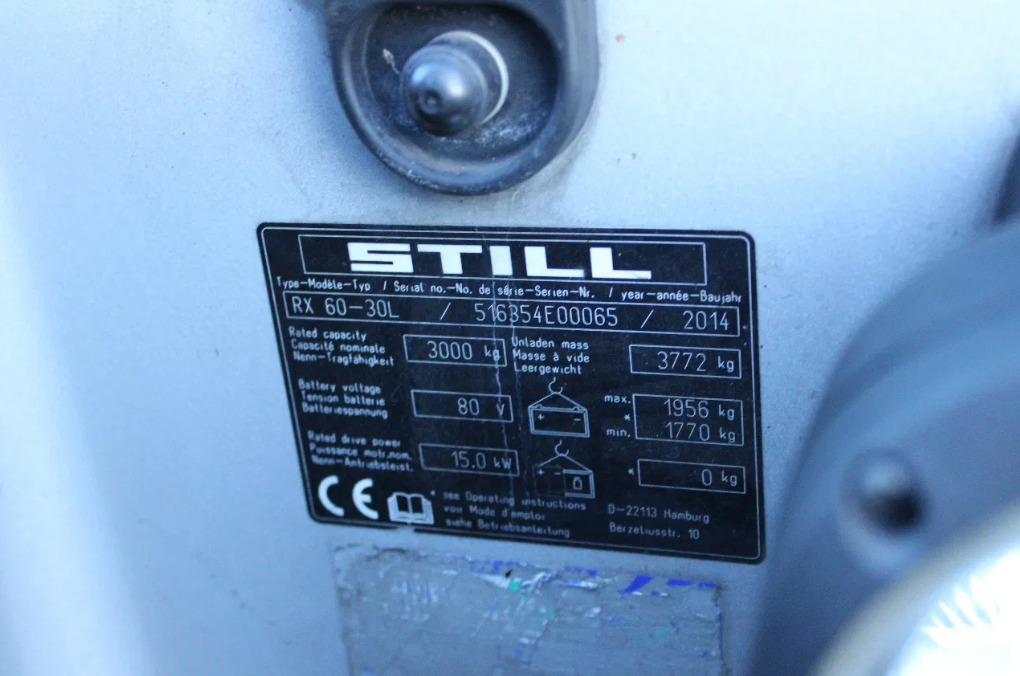 STILL
Type-Modèle-Typ / Serial no.-No. de série-Serien-Nr. / year-année-Baujahr
RX 60-30L / 516354E00065 / 2014
Rated capacity
Capacité nominale
Nenn-Tragfähigkeit
3000 kg
Unladen mass
Masse à vide
Leergewicht
3772 kg
Battery voltage
Tension batterie
Batteriespannung
80 V
+ -
max. 1956 kg
*
min. 1770 kg
Rated drive power
Puissance motr.nom.
Nenn-Antriebsleist.
15.0 kW
+ -
* 0 kg
CE
* see Operating instructions
voir Mode d'emploi
siehe Betriebsanleitung
D-22113 Hamburg
Berzeliusstr. 10